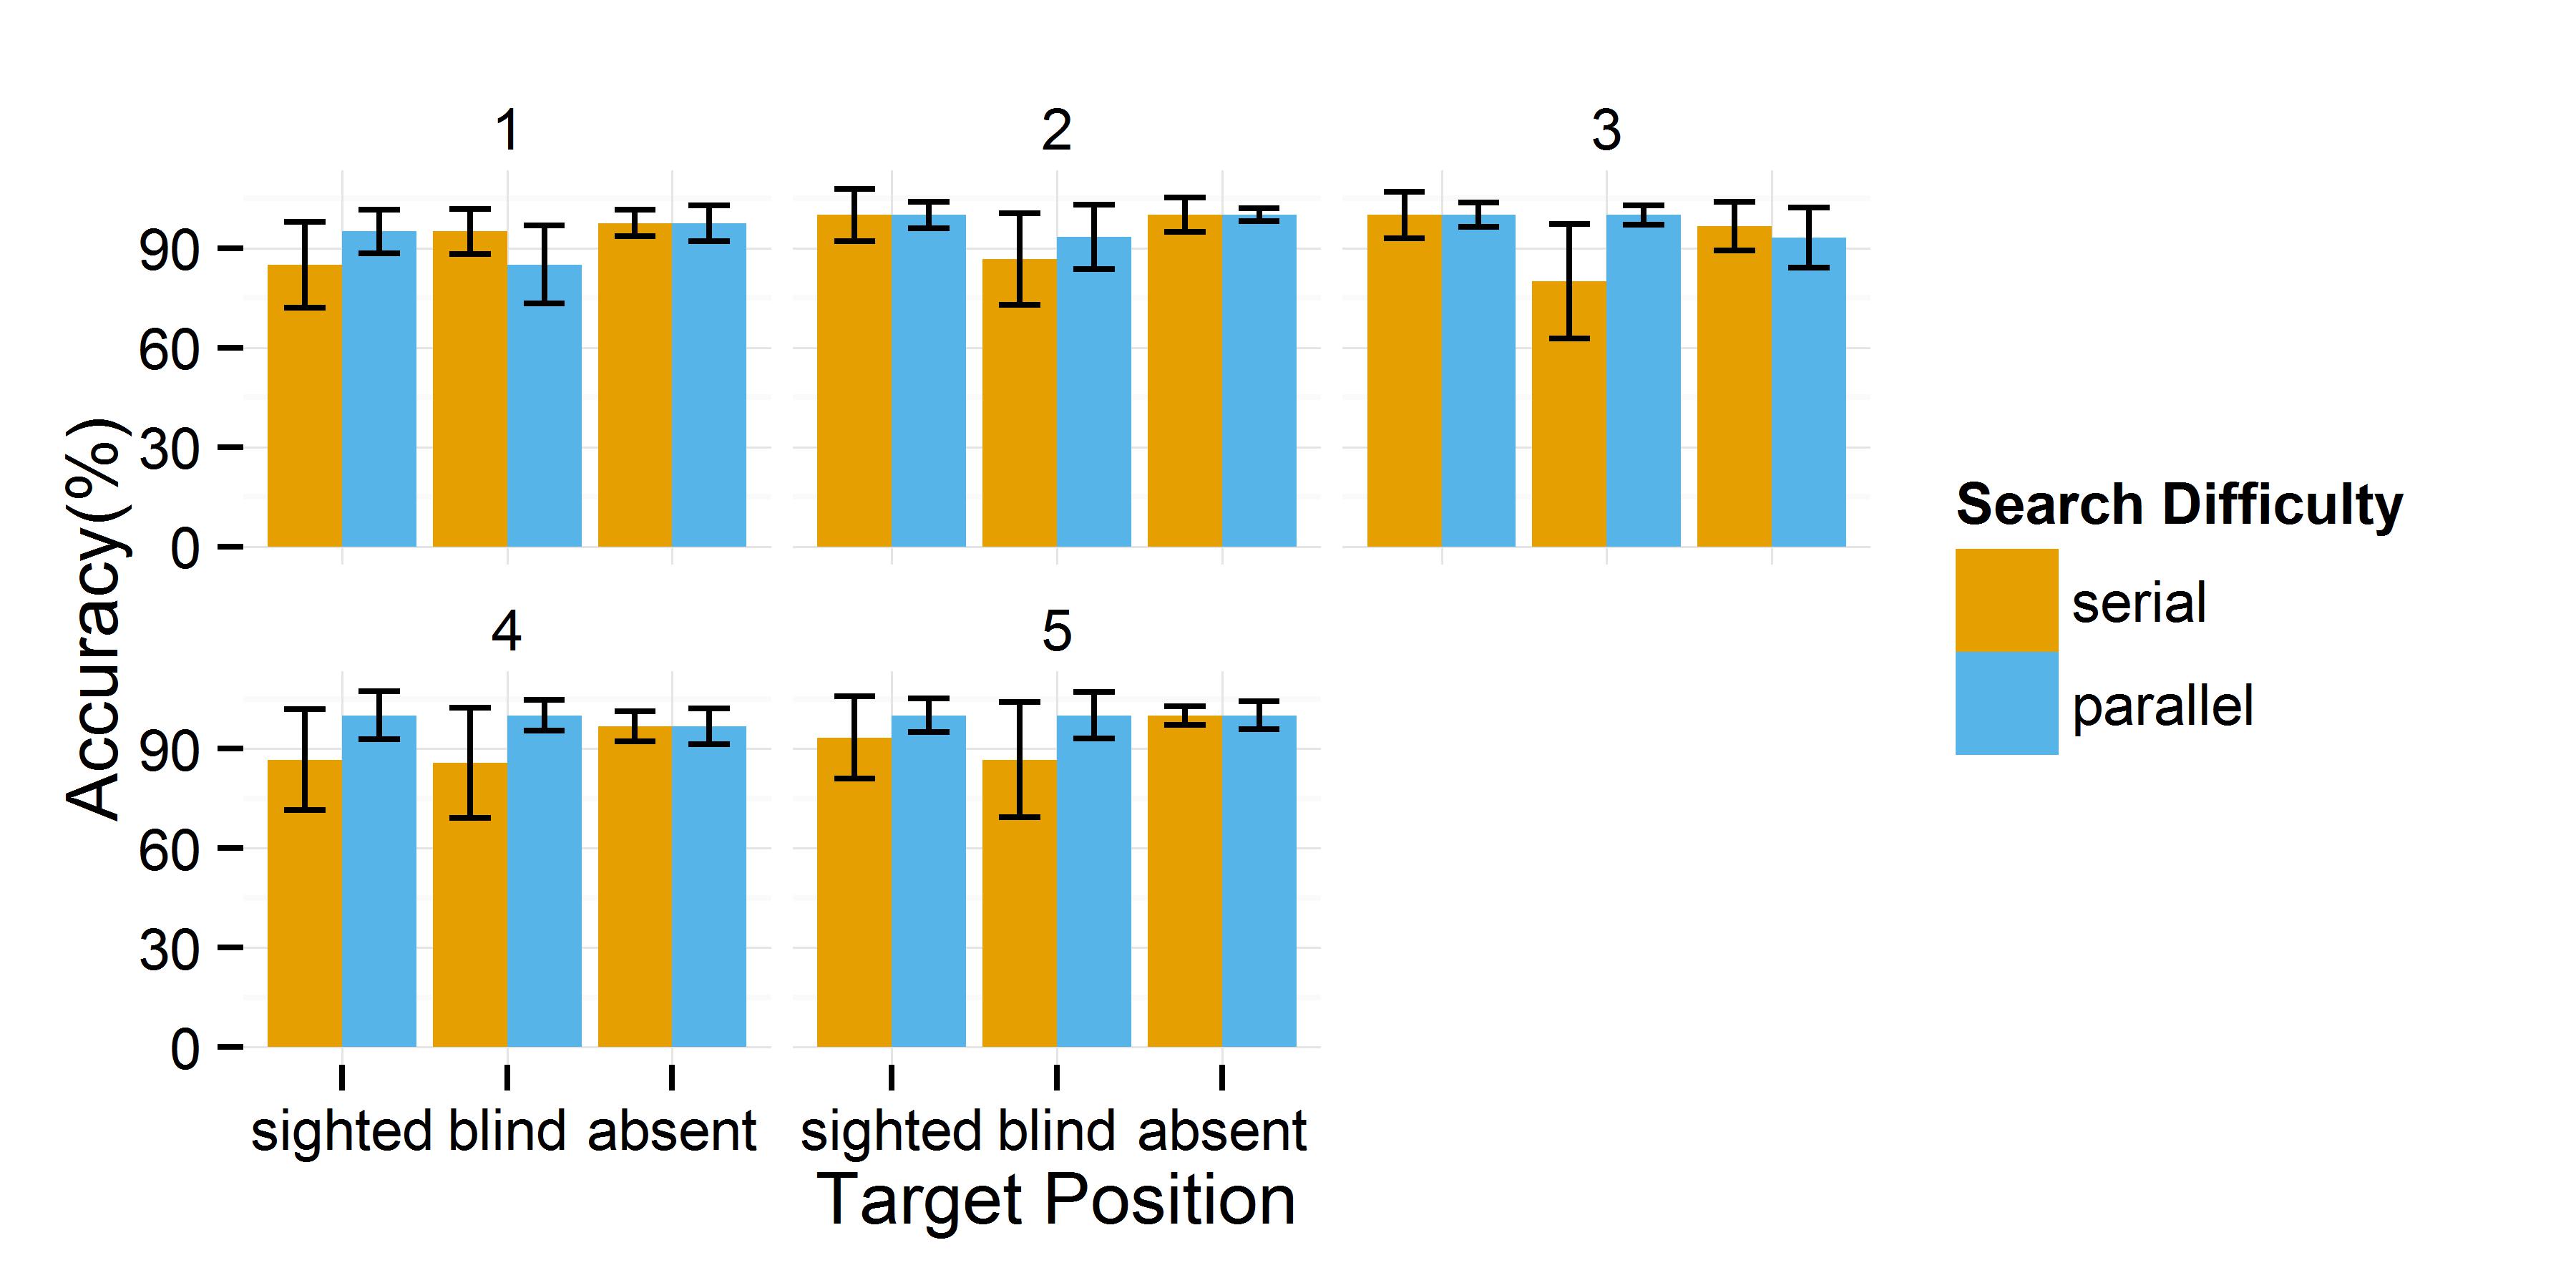 1 2 3
90
60
30
0
4 5
90
60
30
0
Accuracy(%)
sighted blind absent sighted blind absent
Target Position
Search Difficulty
serial
parallel